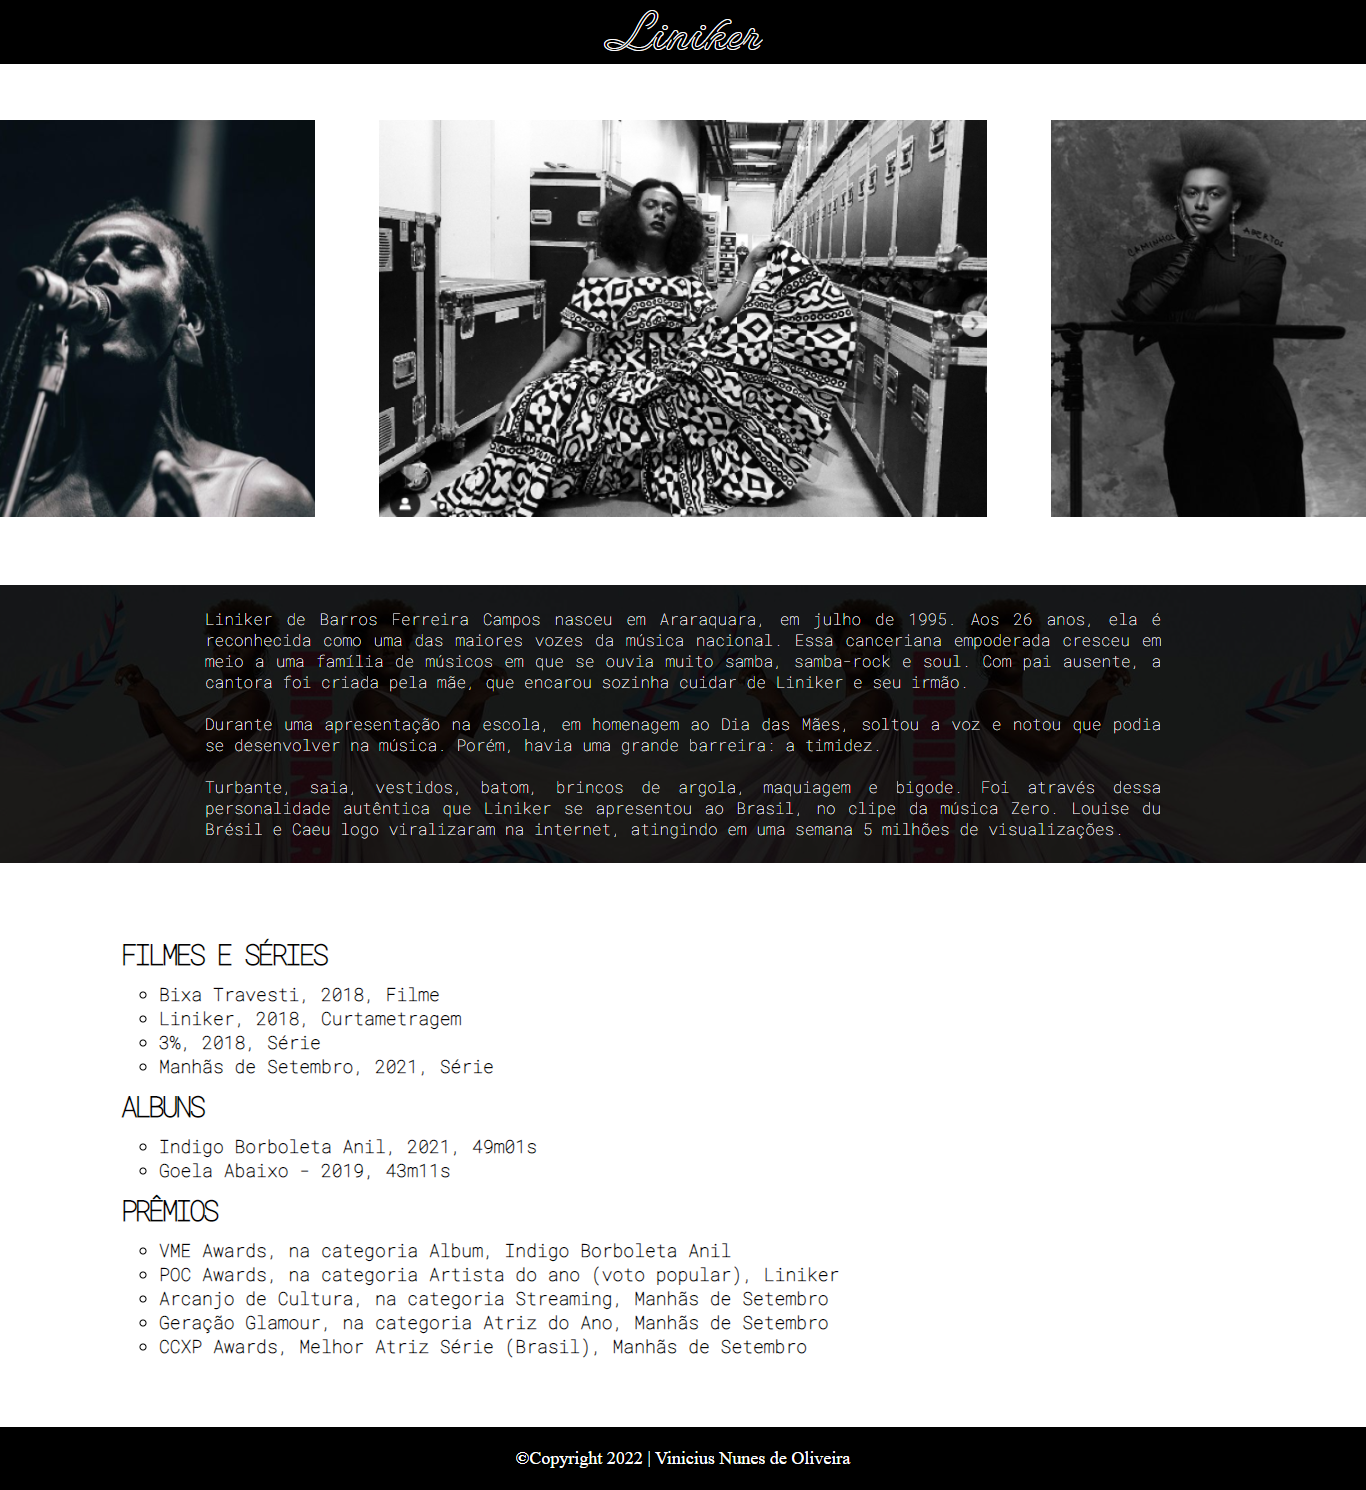 Liniker
CAMINHOS ABERTOS
Liniker de Barros Ferreira Campos nasceu em Araraquara, em julho de 1995. Aos 26 anos, ela é
reconhecida como uma das maiores vozes da música nacional. Essa canceriana empoderada cresceu em
meio a uma família de músicos em que se ouvia muito samba, samba-rock e soul. Com pai ausente, a
cantora foi criada pela mãe, que encarou sozinha cuidar de Liniker e seu irmão.
Durante uma apresentação na escola, em homenagem ao Dia das Mães, soltou a voz e notou que podia
se desenvolver na música. Porém, havia uma grande barreira: a timidez.
Turbante, saia, vestidos, batom, brincos de argola, maquiagem e bigode. Foi através dessa
personalidade autêntica que Liniker se apresentou ao Brasil, no clipe da música Zero. Louise du
Brésil e Caeu logo viralizaram na internet, atingindo em uma semana 5 milhões de visualizações.
FILMES E SÉRIES
Bixa Travesti, 2018, Filme
Liniker, 2018, Curtametragem
3%, 2018, Série
Manhãs de Setembro, 2021, Série
ALBUNS
Indigo Borboleta Anil, 2021, 49m01s
Goela Abaixo - 2019, 43m11s
PRÊMIOS
VME Awards, na categoria Album, Indigo Borboleta Anil
POC Awards, na categoria Artista do ano (voto popular), Liniker
Arcanjo de Cultura, na categoria Streaming, Manhãs de Setembro
Geração Glamour, na categoria Atriz do Ano, Manhãs de Setembro
CCXP Awards, Melhor Atriz Série (Brasil), Manhãs de Setembro
©Copyright 2022 | Vinicius Nunes de Oliveira